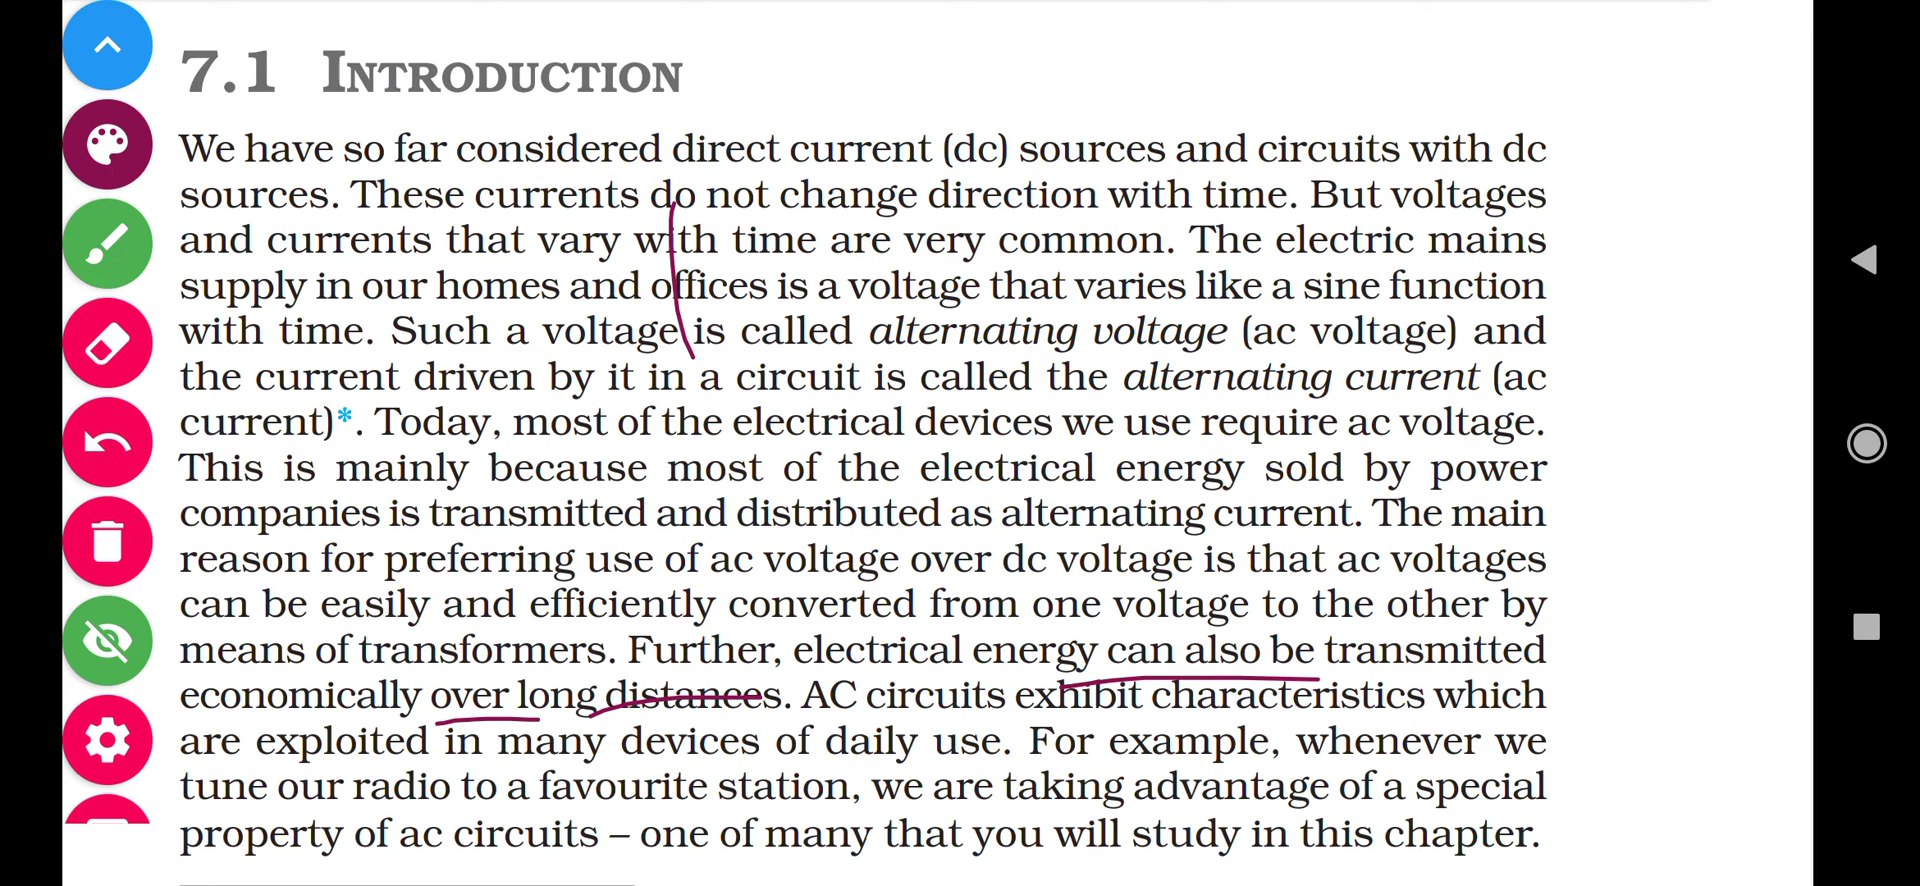 7.1 INTRODUCTION
We have so far considered direct current (dc) sources and circuits with dc
sources. These currents do not change direction with time. But voltages
and currents that vary with time are very common. The electric mains
supply in our homes and offices is a voltage that varies like a sine function
with time. Such a voltage is called alternating voltage (ac voltage) and
the current driven by it in a circuit is called the alternating current (ac
current)*. Today, most of the electrical devices we use require ac voltage.
This is mainly because most of the electrical energy sold by power
companies is transmitted and distributed as alternating current. The main
reason for preferring use of ac voltage over dc voltage is that ac voltages
can be easily and efficiently converted from one voltage to the other by
means of transformers. Further, electrical energy can also be transmitted
economically over long distances. AC circuits exhibit characteristics which
are exploited in many devices of daily use. For example, whenever we
tune our radio to a favourite station, we are taking advantage of a special
property of ac circuits – one of many that you will study in this chapter.